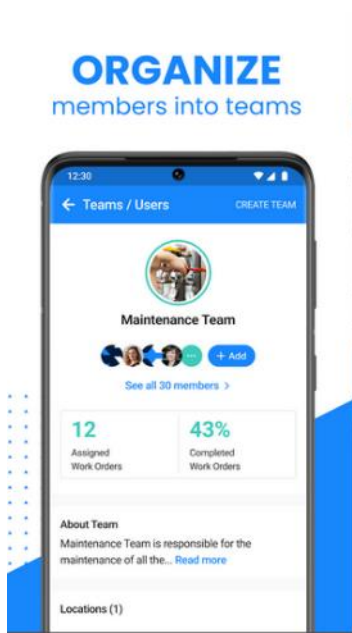 ORGANIZE
members into teams
12:30
Teams / Users
CREATE TEAM
Maintenance Team
+ Add
See all 30 members >
12
43%
Assigned
Work Orders
Completed
Work Orders
About Team
Maintenance Team is responsible for the
maintenance of all the... Read more
Locations (1)